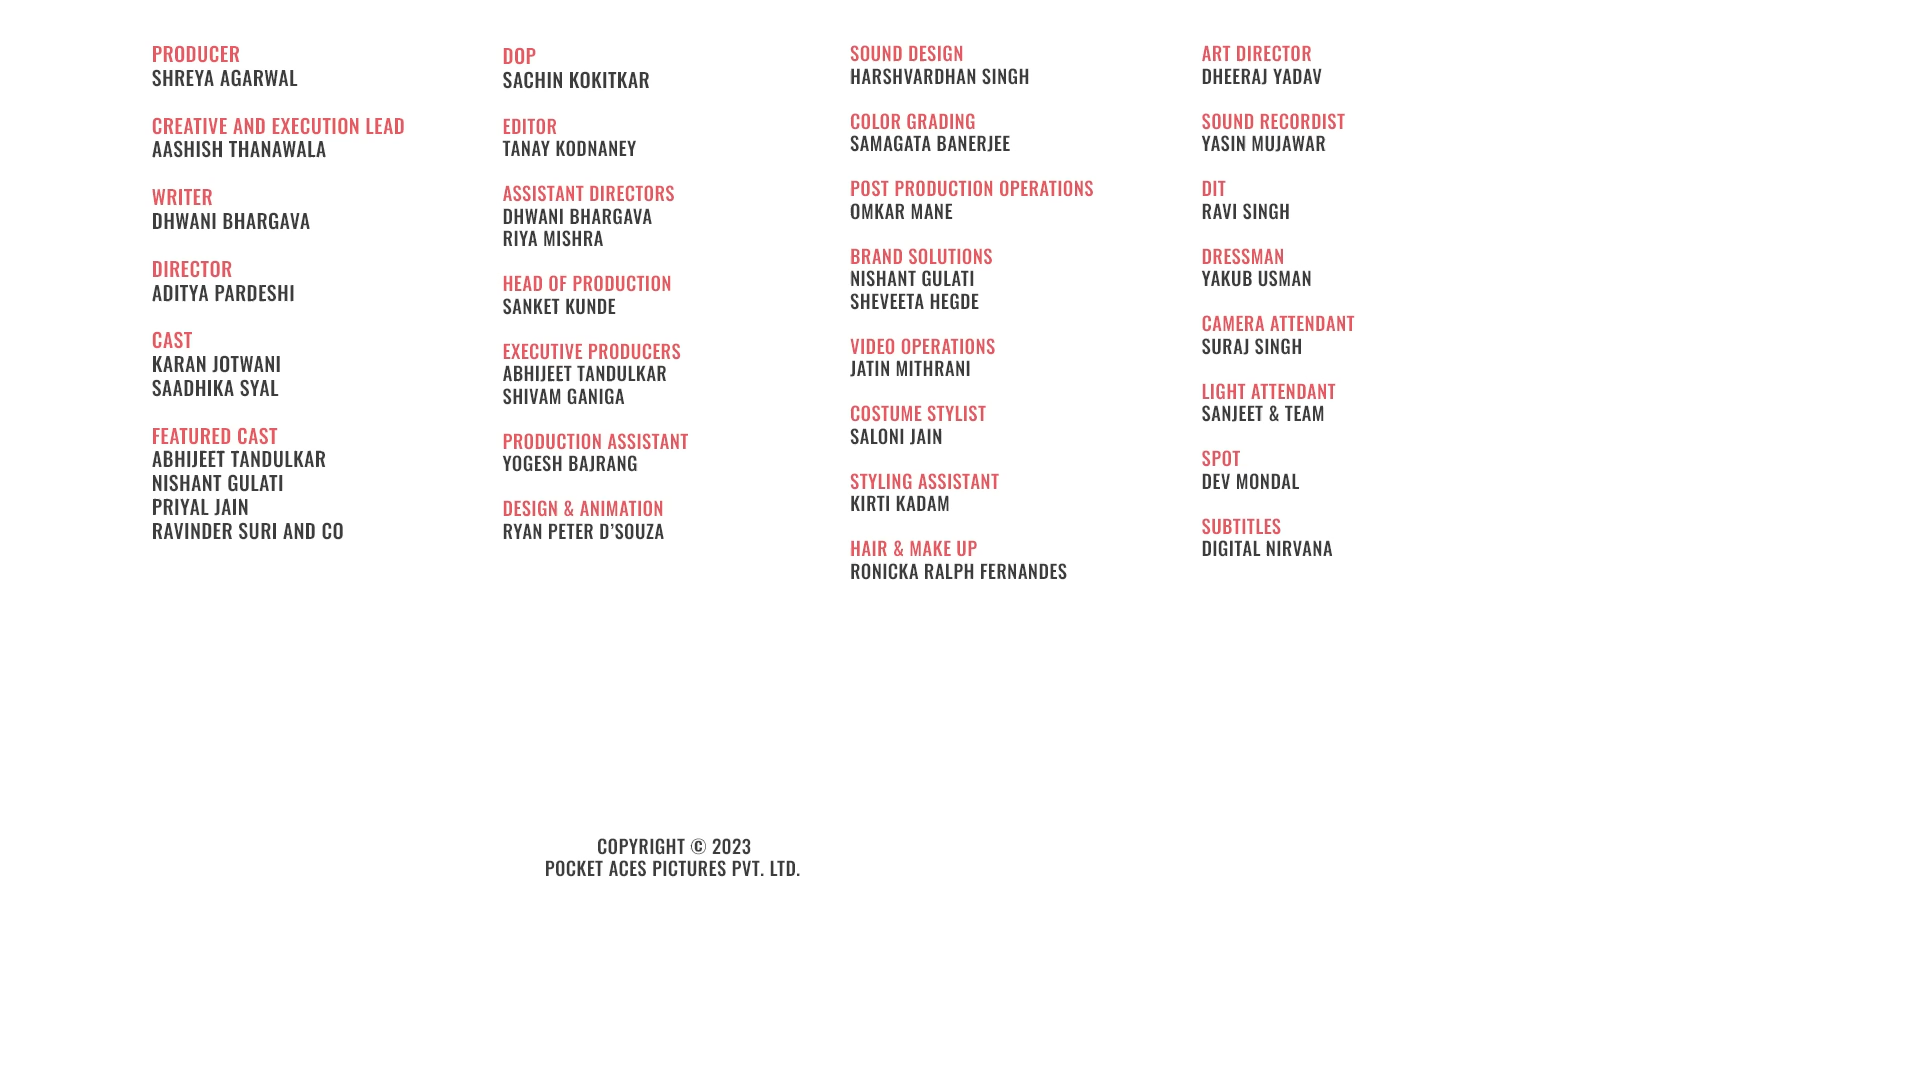 PRODUCER
SHREYA AGARWAL
CREATIVE AND EXECUTION LEAD
AASHISH THANAWALA
WRITER
DHWANI BHARGAVA
DIRECTOR
ADITYA PARDESHI
CAST
KARAN JOTWANI
SAADHIKA SYAL
FEATURED CAST
ABHIJEET TANDULKAR
NISHANT GULATI
PRIYAL JAIN
RAVINDER SURI AND CO
DOP
SACHIN KOKITKAR
EDITOR
TANAY KODNANEY
ASSISTANT DIRECTORS
DHWANI BHARGAVA
RIYA MISHRA
HEAD OF PRODUCTION
SANKET KUNDE
EXECUTIVE PRODUCERS
ABHIJEET TANDULKAR
SHIVAM GANIGA
PRODUCTION ASSISTANT
YOGESH BAJRANG
DESIGN & ANIMATION
RYAN PETER D’SOUZA
SOUND DESIGN
HARSHVARDHAN SINGH
COLOR GRADING
SAMAGATA BANERJEE
POST PRODUCTION OPERATIONS
OMKAR MANE
BRAND SOLUTIONS
NISHANT GULATI
SHEVEETA HEGDE
VIDEO OPERATIONS
JATIN MITHRANI
COSTUME STYLIST
SALONI JAIN
STYLING ASSISTANT
KIRTI KADAM
HAIR & MAKE UP
RONICKA RALPH FERNANDES
ART DIRECTOR
DHEERAJ YADAV
SOUND RECORDIST
YASIN MUJAWAR
DIT
RAVI SINGH
DRESSMAN
YAKUB USMAN
CAMERA ATTENDANT
SURAJ SINGH
LIGHT ATTENDANT
SANJEET & TEAM
SPOT
DEV MONDAL
SUBTITLES
DIGITAL NIRVANA
COPYRIGHT © 2023
POCKET ACES PICTURES PVT. LTD.